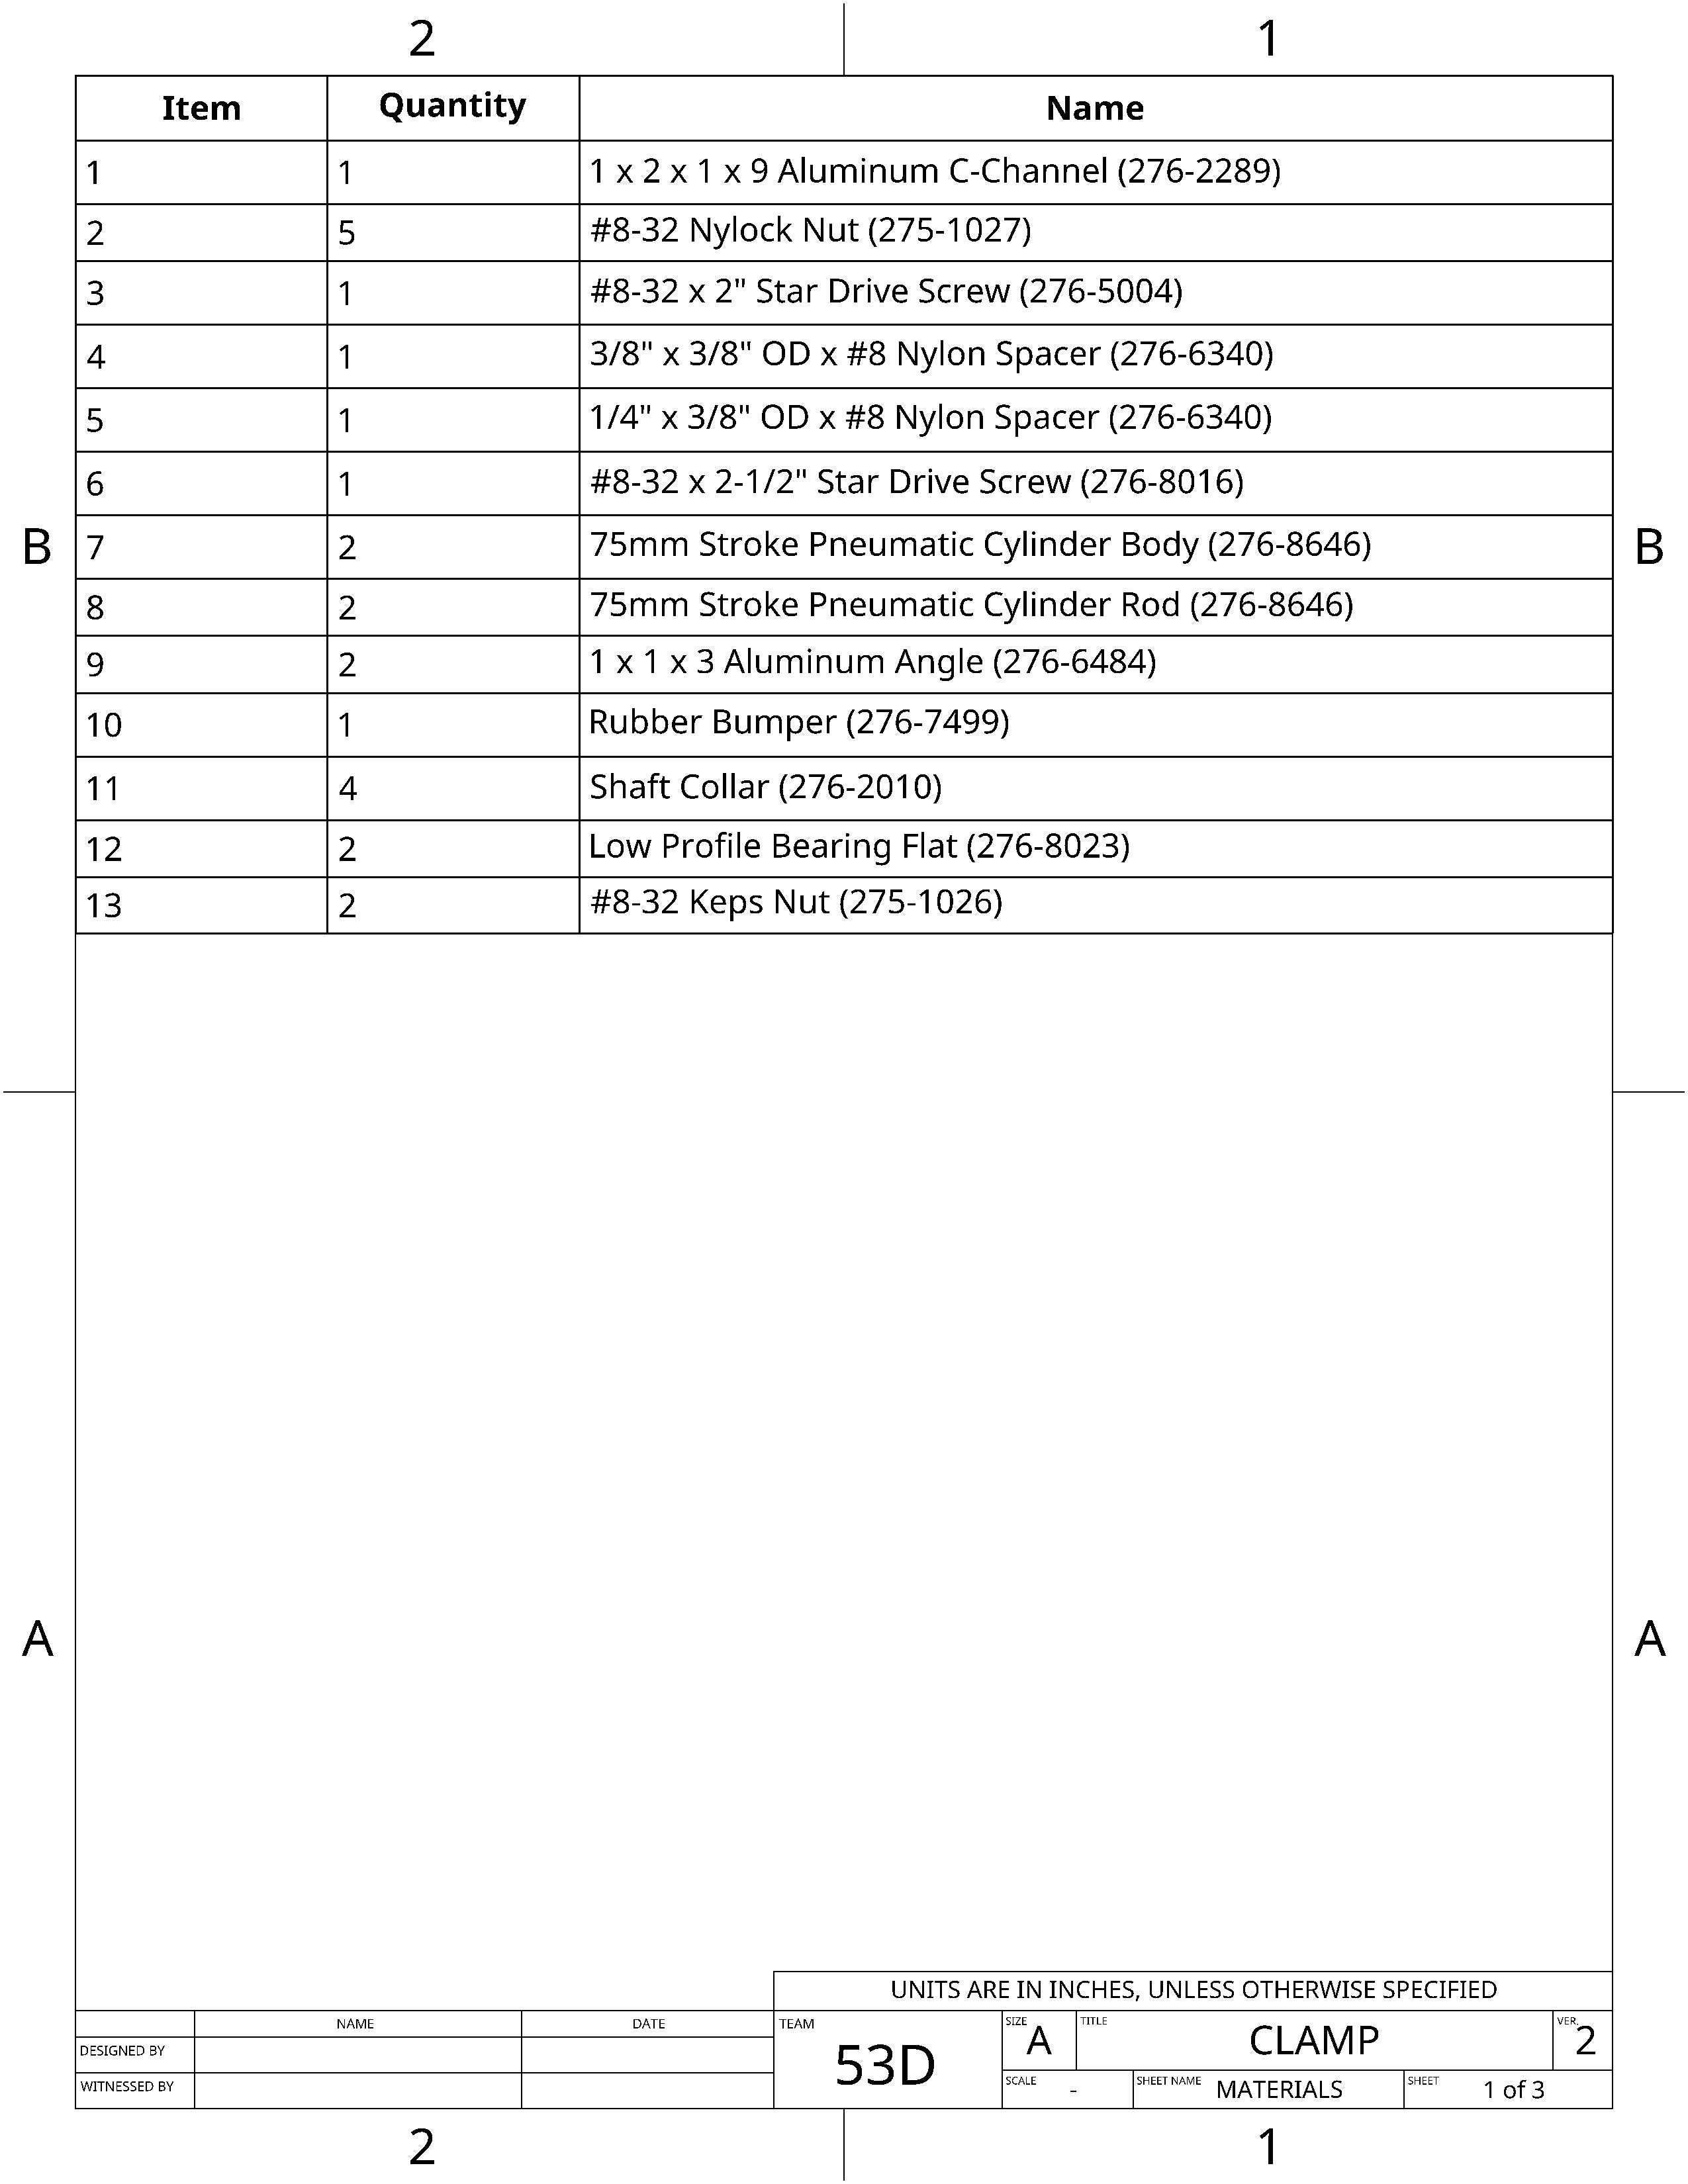 2 1
Item Quantity Name
1 1 1 x 2 x 1 x 9 Aluminum C-Channel (276-2289)
2 5 #8-32 Nylock Nut (275-1027)
3 1 #8-32 x 2" Star Drive Screw (276-5004)
4 1 3/8" x 3/8" OD x #8 Nylon Spacer (276-6340)
5 1 1/4" x 3/8" OD x #8 Nylon Spacer (276-6340)
6 1 #8-32 x 2-1/2" Star Drive Screw (276-8016)
B B
7 2 75mm Stroke Pneumatic Cylinder Body (276-8646)
8 2 75mm Stroke Pneumatic Cylinder Rod (276-8646)
9 2 1 x 1 x 3 Aluminum Angle (276-6484)
10 1 Rubber Bumper (276-7499)
11 4 Shaft Collar (276-2010)
12 2 Low Profile Bearing Flat (276-8023)
13 2 #8-32 Keps Nut (275-1026)
A A
UNITS ARE IN INCHES, UNLESS OTHERWISE SPECIFIED
NAME DATE
DESIGNED BY
WITNESSED BY
TEAM
53D
SIZE A
TITLE CLAMP
VER. 2
SCALE -
SHEET NAME MATERIALS
SHEET 1 of 3
2 1